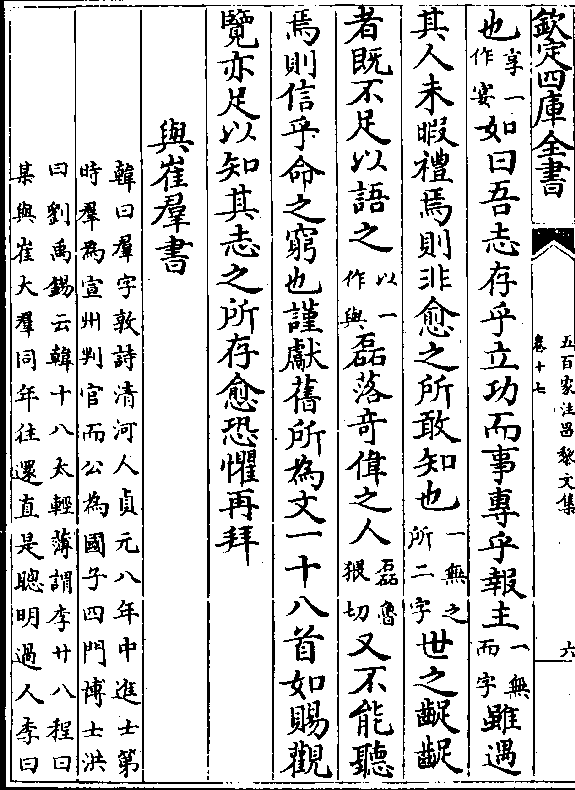 欽定四庫全書
五百家注昌黎文集
卷十七
六
也享一作宴如曰吾志存乎立功而事專乎報主一無而字雖遇
其人未暇禮焉則非愈之所敢知也一無之所二字世之齪齪
者既不足以語之以一作與磊落奇偉之人磊魯猥切又不能聽
焉則信乎命之窮也謹獻舊所為文一十八首如賜觀
覽亦足以知其志之所存愈恐懼再拜
與崔羣書
韓曰羣字敦詩清河人貞元八年中進士第
時羣為宣州判官而公為國子四門博士洪
曰劉禹錫云韓十八太輕薄謂李廿八程曰
某與崔大羣同年往還直是聰明過人李曰